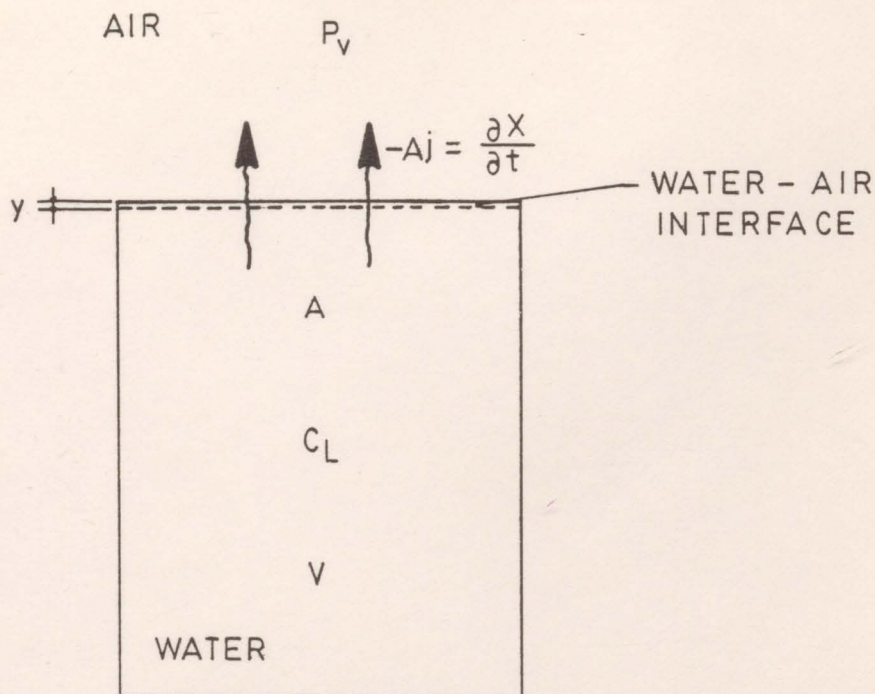 AIR
P_v
-Aj = ∂X/∂t
y
WATER - AIR
INTERFACE
A
C_L
V
WATER